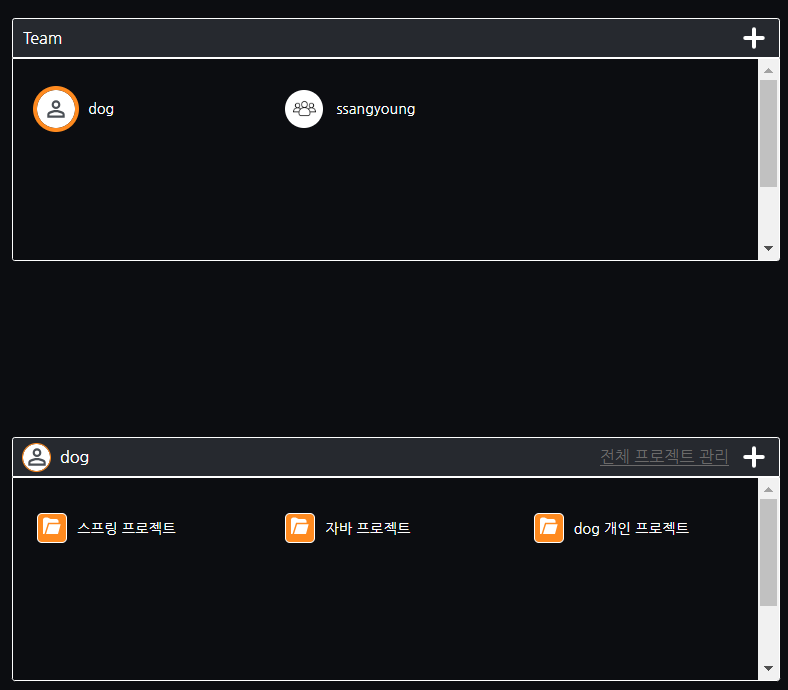 Team
dog
ssangyoung
dog
전체 프로젝트 관리
스프링 프로젝트
자바 프로젝트
dog 개인 프로젝트